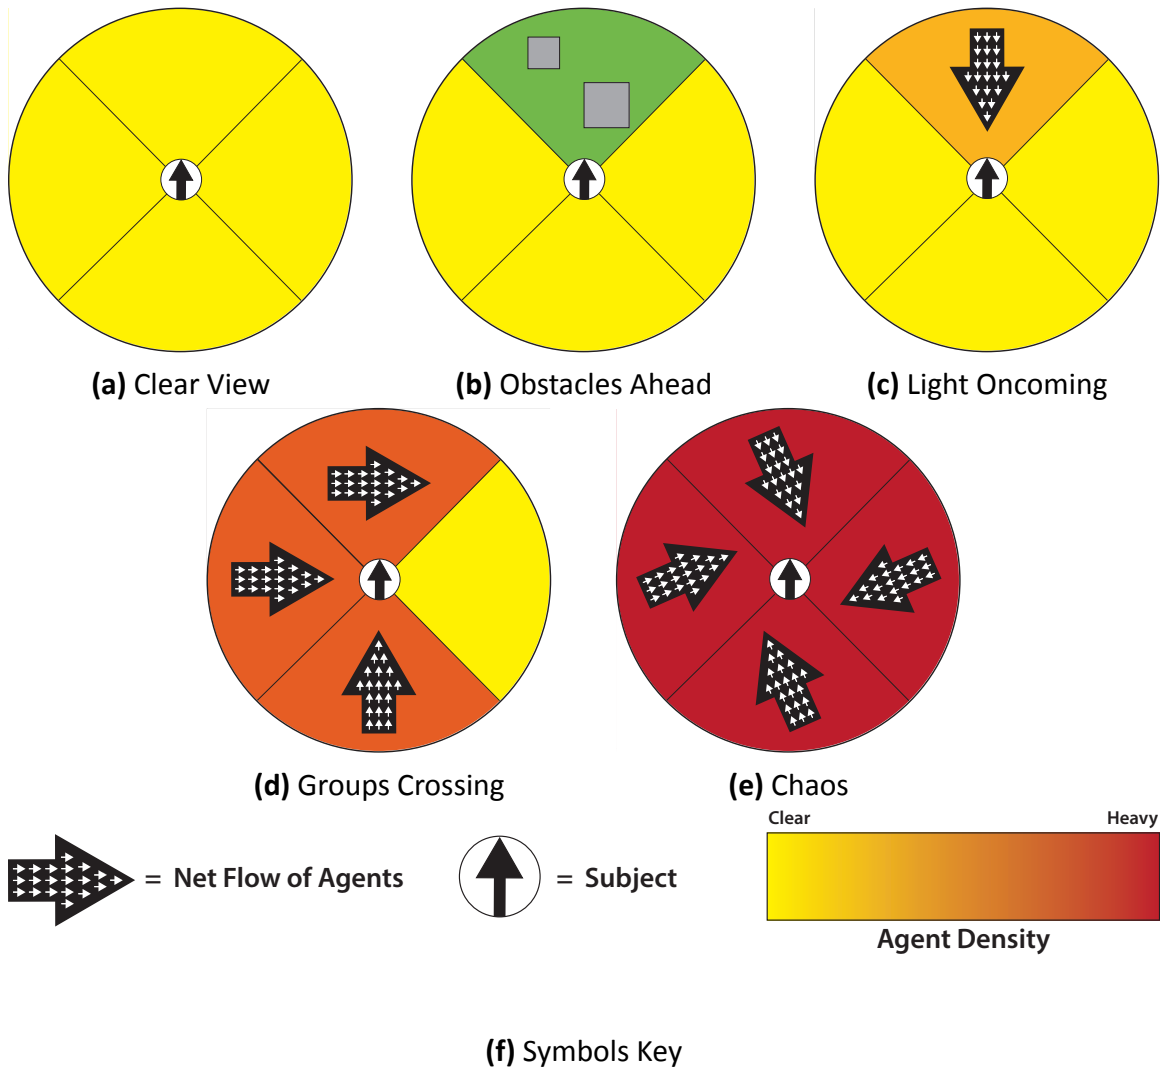 (a) Clear View
(b) Obstacles Ahead
(c) Light Oncoming
(d) Groups Crossing
(e) Chaos
Clear
Heavy
= Net Flow of Agents
= Subject
Agent Density
(f) Symbols Key